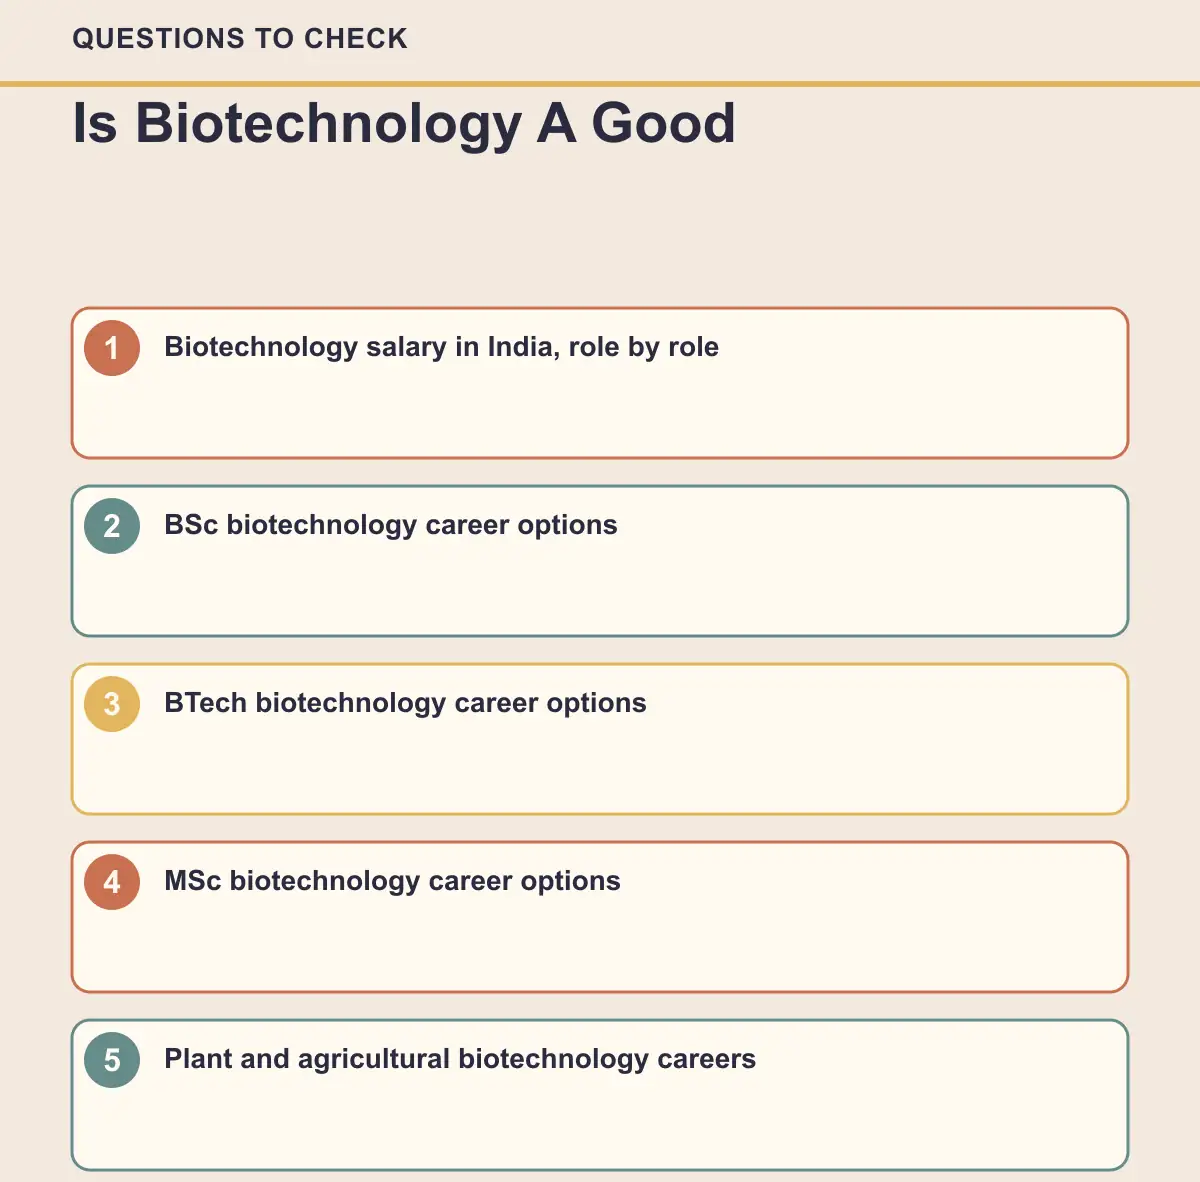 QUESTIONS TO CHECK
Is Biotechnology A Good
1 Biotechnology salary in India, role by role
2 BSc biotechnology career options
3 BTech biotechnology career options
4 MSc biotechnology career options
5 Plant and agricultural biotechnology careers